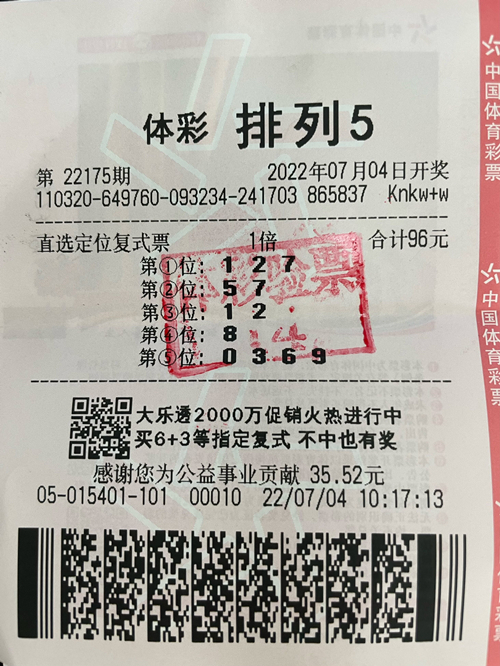 体彩 排列5
第 22175期 2022年07月04日开奖
110320-649760-093234-241703 865837 Knkw+w
直选定位复式票 1倍 合计96元
第①位: 1 2 7
第②位: 5 7
第③位: 1 2
第④位: 8
第⑤位: 0 3 6 9
体彩验票
大乐透2000万促销火热进行中
买6+3等指定复式 不中也有奖
感谢您为公益事业贡献 35.52元
05-015401-101 00010 22/07/04 10:17:13
中国体育彩票
中国体育彩票